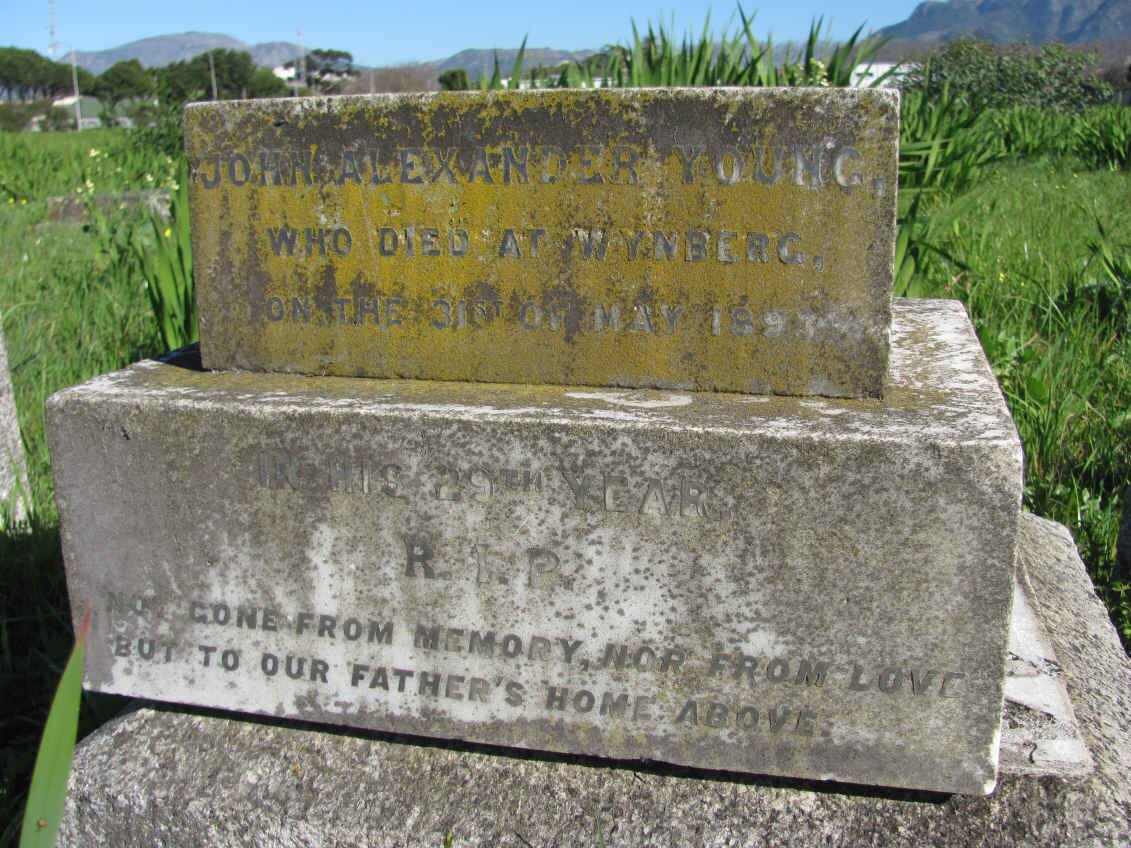 JOHN ALEXANDER YOUNG,
WHO DIED AT WYNBERG,
ON THE 31ST OF MAY
IN HIS 29TH YEAR.
R.I.P.
NOT GONE FROM MEMORY, NOR FROM LOVE
BUT TO OUR FATHER'S HOME ABOVE.